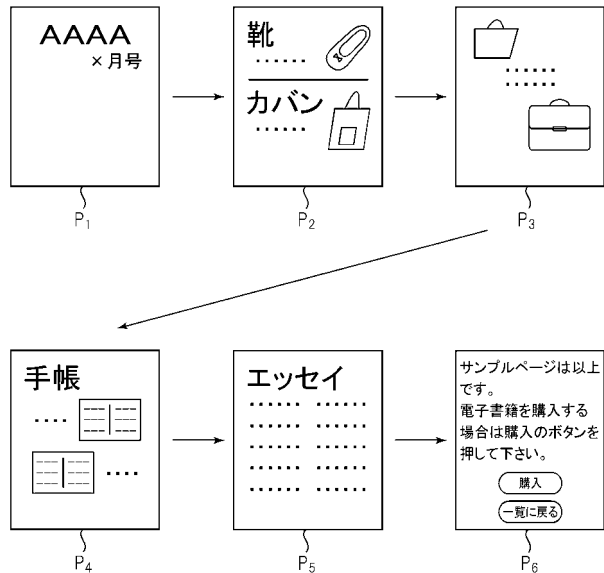 AAAA
×月号
P₁
靴
......
カバン
......
P₂
......
......
P₃
手帳
....
....
P₄
エッセイ
...... ......
...... ......
...... ......
...... ......
...... ......
P₅
サンプルページは以上
です。
電子書籍を購入する
場合は購入のボタンを
押して下さい。
購入
一覧に戻る
P₆